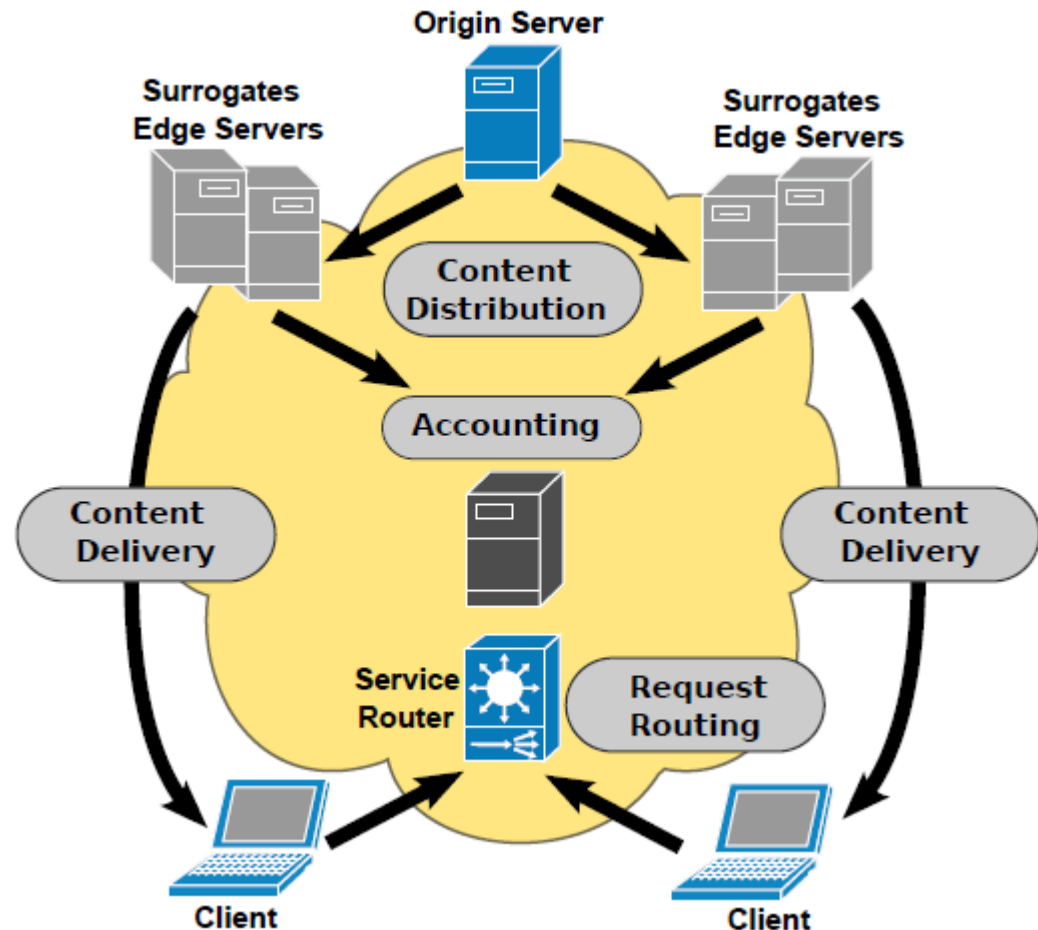 Origin Server
Surrogates
Edge Servers
Surrogates
Edge Servers
Content
Distribution
Accounting
Content
Delivery
Content
Delivery
Service
Router
Request
Routing
Client
Client